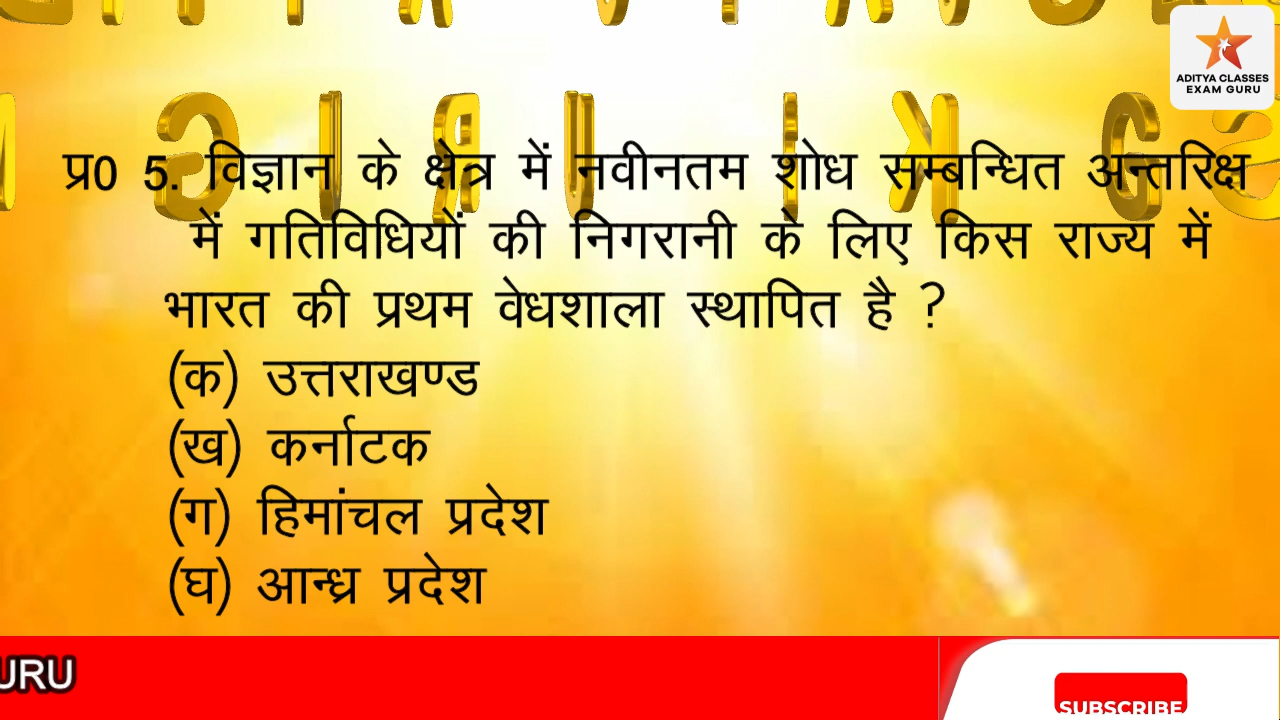 ADITYA CLASSES
EXAM GURU
प्र0 5. विज्ञान के क्षेत्र में नवीनतम शोध सम्बन्धित अन्तरिक्ष
में गतिविधियों की निगरानी के लिए किस राज्य में
भारत की प्रथम वेधशाला स्थापित है ?
(क) उत्तराखण्ड
(ख) कर्नाटक
(ग) हिमांचल प्रदेश
(घ) आन्ध्र प्रदेश
URU
SUBSCRIBE